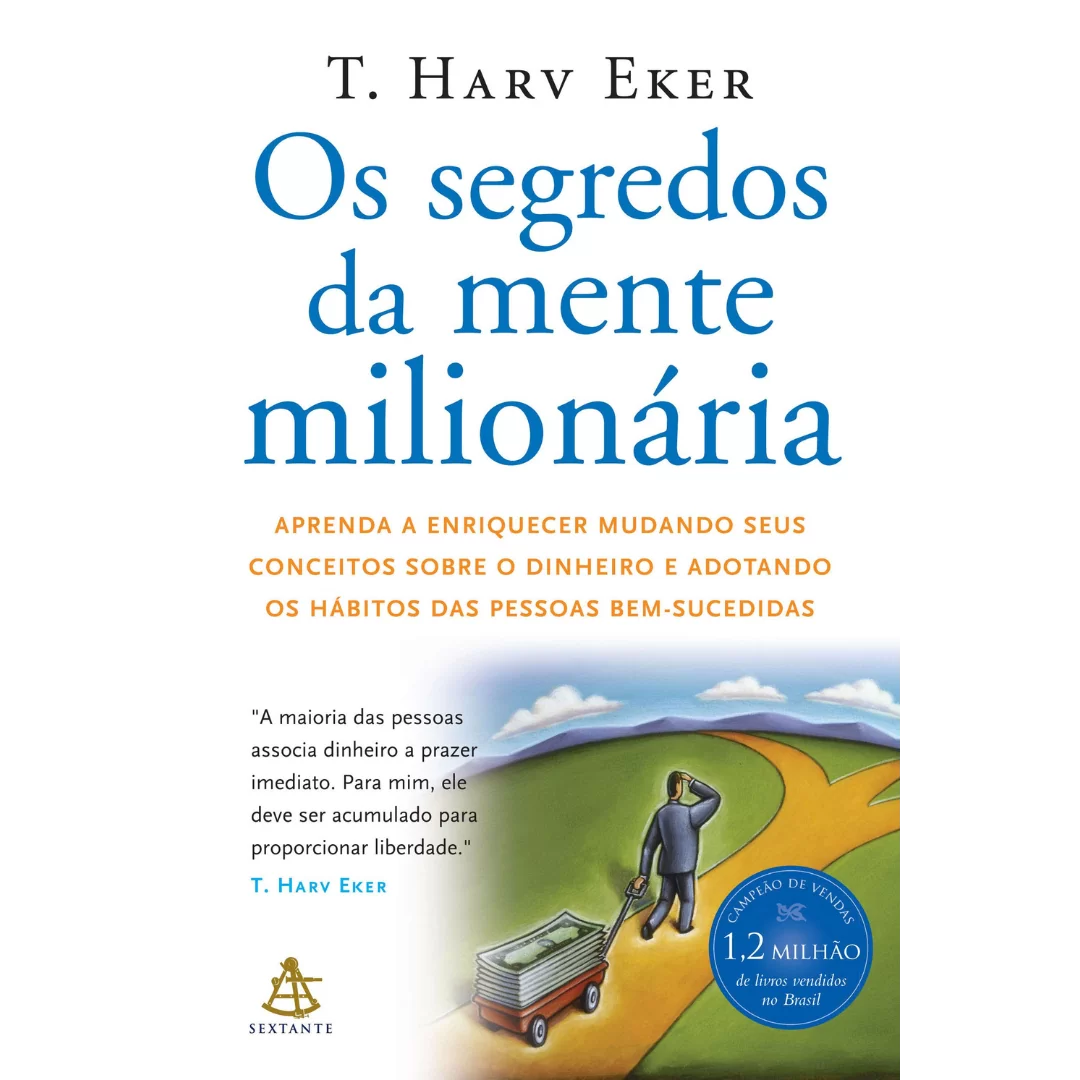 T. Harv Eker
Os segredos
da mente
milionária
APRENDA A ENRIQUECER MUDANDO SEUS
CONCEITOS SOBRE O DINHEIRO E ADOTANDO
OS HÁBITOS DAS PESSOAS BEM-SUCEDIDAS
"A maioria das pessoas
associa dinheiro a prazer
imediato. Para mim, ele
deve ser acumulado para
proporcionar liberdade."
T. Harv Eker
CAMPEÃO DE VENDAS
1,2 MILHÃO
de livros vendidos
no Brasil
SEXTANTE